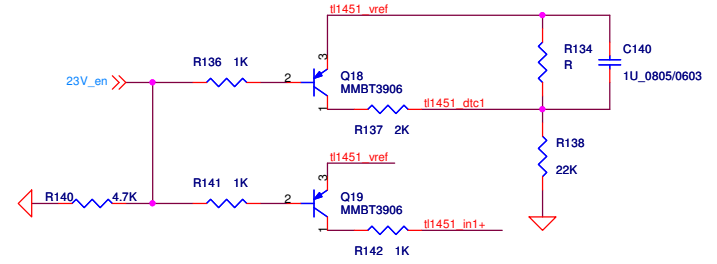 tl1451_vref
R136 1K
3
Q18
MMBT3906
R134
R
C140
1U_0805/0603
23V_en
2
1
tl1451_dtc1
R137 2K
R138
22K
tl1451_vref
R140 4.7K
R141 1K
3
Q19
MMBT3906
2
1
tl1451_in1+
R142 1K